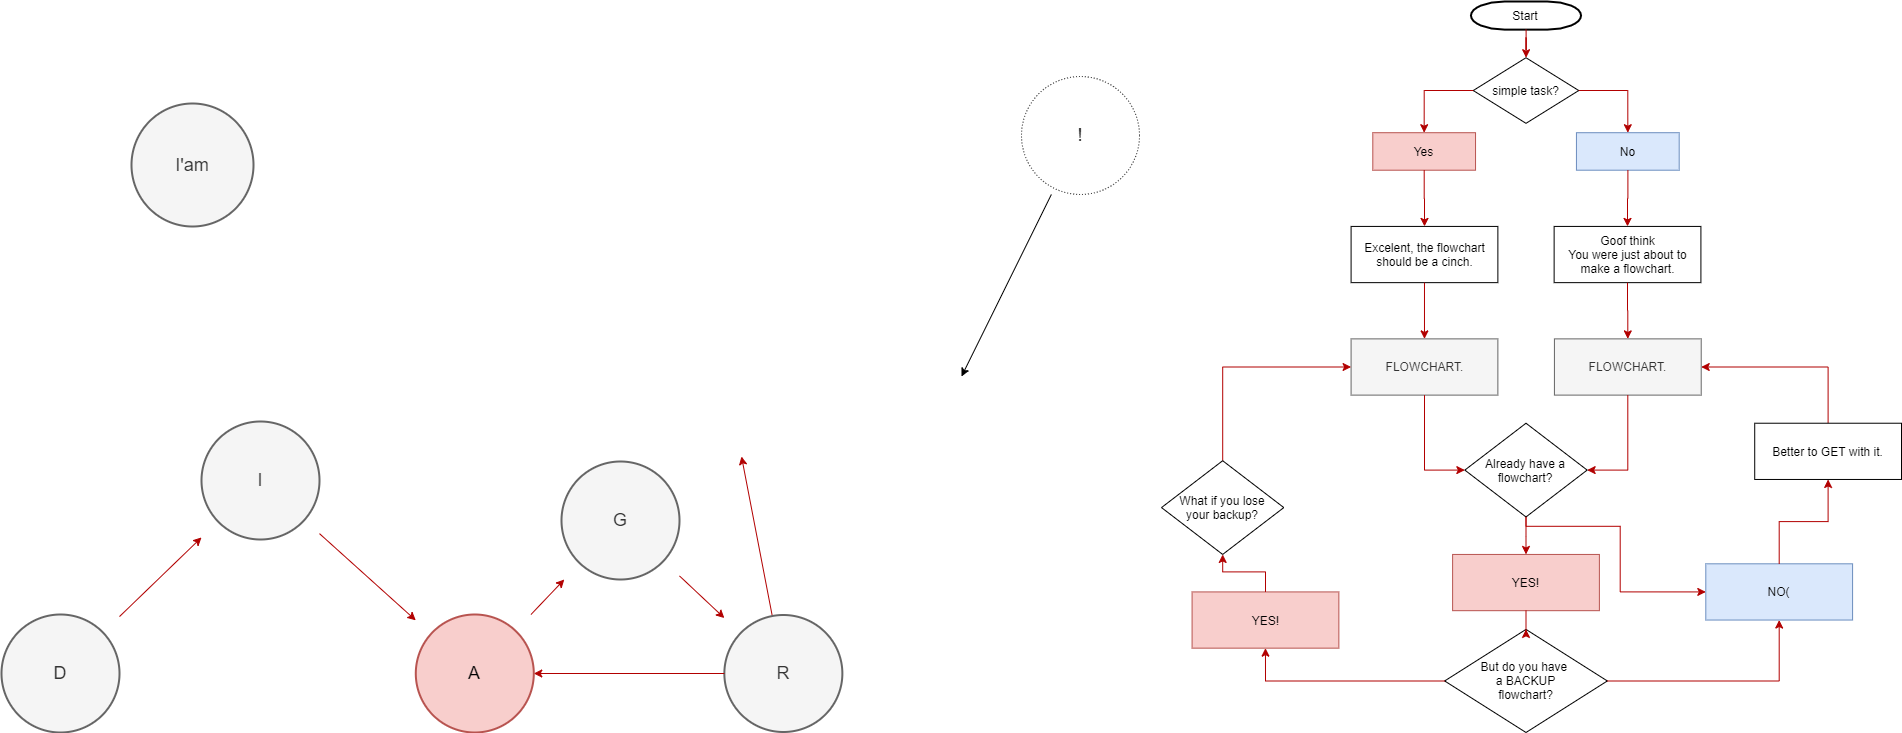 I'am
!
I
G
D
A
R
Start
simple task?
Yes
No
Excelent, the flowchart
should be a cinch.
Goof think
You were just about to
make a flowchart.
FLOWCHART.
FLOWCHART.
Already have a
flowchart?
Better to GET with it.
What if you lose
your backup?
YES!
NO(
YES!
But do you have
a BACKUP
flowchart?